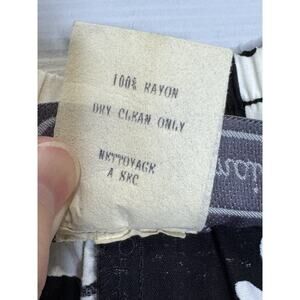 100% RAYON
DRY CLEAN ONLY
NETTOYAGE
A SEC